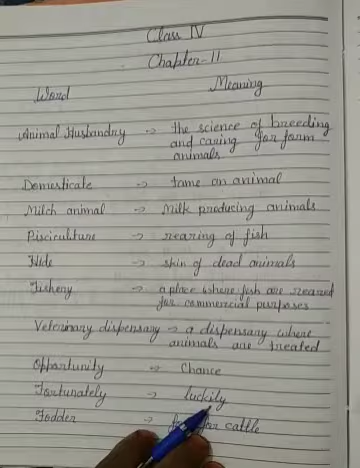 Class IV
Chapter-11
Word Meaning
Animal Husbandry -> the science of breeding
and caring for farm
animals
Domesticate -> tame an animal
Milch animal -> Milk producing animals
Pisciculture -> rearing of fish
Hide -> skin of dead animals
Fishery -> a place where fish are reared
for commercial purposes
Veterinary dispensary -> a dispensary where
animals are treated
Opportunity -> Chance
Fortunately -> luckily
Fodder -> for cattle